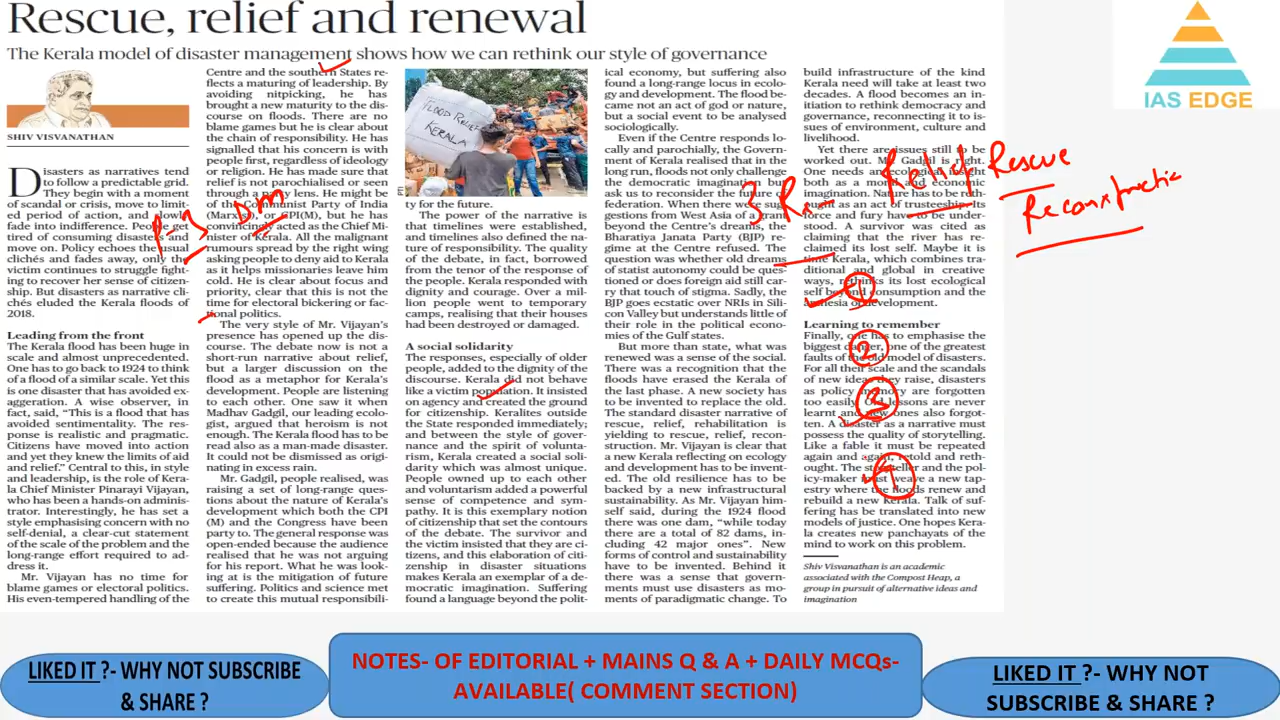 Rescue, relief and renewal
The Kerala model of disaster management shows how we can rethink our style of governance
SHIV VISVANATHAN
Disasters as narratives tend
to follow a predictable grid.
They begin with a moment
of scandal or crisis, move to lim-
ited period of action, and slowly
fade into indifference. People get
tired of consuming disasters and
move on. Policy echoes the usual
clichés and fades away, only the
victim continues to struggle fight-
ing to recover her sense of citizen-
ship. But disasters as narrative cli-
chés eluded the Kerala floods of
2018.
Leading from the front
The Kerala flood has been huge in
scale and almost unprecedented.
One has to go back to 1924 to think
of a flood of a similar scale. Yet this
is one disaster that has avoided ex-
aggeration. A wise observer, in
fact, said, "This is a flood that has
avoided sentimentality. The res-
ponse is realistic and pragmatic.
Citizens have moved into action
and yet they knew the limits of aid
and relief." Central to this, in style
and leadership, is the role of Kera-
la Chief Minister Pinarayi Vijayan,
who has been a hands-on adminis-
trator. Interestingly, he has set a
style emphasising concern with no
self-denial, a clear-cut statement
of the scale of the problem and the
long-range effort required to ad-
dress it.
Mr. Vijayan has no time for
blame games or electoral politics.
His even-tempered handling of the
Centre and the southern States re-
flects a maturing of leadership. By
avoiding nitpicking, he has
brought a new maturity to the dis-
course on floods. There are no
blame games but he is clear about
the chain of responsibility. He has
signalled that his concern is with
people first, regardless of ideology
or religion. He has made sure that
relief is not parochialised or seen
through a party lens. He might be
of the Communist Party of India
(Marxist) or CPI(M), but he has
convincingly acted as the Chief Mi-
nister of Kerala. All the malignant
rumours spread by the right wing
asking people to deny aid to Kerala
as it helps missionaries leave him
cold. He is clear about focus and
priority, clear that this is not the
time for electoral bickering or fac-
tional politics.
The very style of Mr. Vijayan's
presence has opened up the dis-
course. The debate now is not a
short-run narrative about relief,
but a larger discussion on the
flood as a metaphor for Kerala's
development. People are listening
to each other. One saw it when
Madhav Gadgil, our leading ecolo-
gist, argued that heroism is not
enough. The Kerala flood has to be
read also as a man-made disaster.
It could not be dismissed as origi-
nating in excess rain.
Mr. Gadgil, people realised, was
raising a set of long-range ques-
tions about the nature of Kerala's
development which both the CPI
(M) and the Congress have been
party to. The general response was
open-ended because the audience
realised that he was not arguing
for his report. What he was look-
ing at is the mitigation of future
suffering. Politics and science met
to create this mutual responsibili-
FLOOD RELIEF
KERALA
PTI
ty for the future.
The power of the narrative is
that timelines were established,
and timelines also defined the na-
ture of responsibility. The quality
of the debate, in fact, borrowed
from the tenor of the response of
the people. Kerala responded with
dignity and courage. Over a mil-
lion people went to temporary
camps, realising that their houses
had been destroyed or damaged.
A social solidarity
The responses, especially of older
people, added to the dignity of the
discourse. Kerala did not behave
like a victim population. It insisted
on agency and created the ground
for citizenship. Keralites outside
the State responded immediately;
and between the style of gover-
nance and the spirit of volunta-
rism, Kerala created a social soli-
darity which was almost unique.
People owned up to each other
and voluntarism added a powerful
sense of competence and sym-
pathy. It is this exemplary notion
of citizenship that set the contours
of the debate. The survivor and
the victim insisted that they are ci-
tizens, and this elaboration of citi-
zenship in disaster situations
makes Kerala an exemplar of a de-
mocratic imagination. Suffering
found a language beyond the polit-
ical economy, but suffering also
found a long-range locus in ecolo-
gy and development. The flood be-
came not an act of god or nature,
but a social event to be analysed
sociologically.
Even if the Centre responds lo-
cally and parochially, the Govern-
ment of Kerala realised that in the
long run, floods not only challenge
the democratic imagination but
ask us to reconsider the future of
federation. When there were sug-
gestions from West Asia of a grant
beyond the Centre's dreams, the
Bharatiya Janata Party (BJP) re-
gime at the Centre refused. The
question was whether old dreams
of statist autonomy could be ques-
tioned or does foreign aid still car-
ry that touch of stigma. Sadly, the
BJP goes ecstatic over NRIs in Sili-
con Valley but understands little of
their role in the political econo-
mies of the Gulf states.
But more than state, what was
renewed was a sense of the social.
There was a recognition that the
floods have erased the Kerala of
the last phase. A new society has
to be invented to replace the old.
The standard disaster narrative of
rescue, relief, rehabilitation is
yielding to rescue, relief, recon-
struction. Mr. Vijayan is clear that
a new Kerala reflecting on ecology
and development has to be invent-
ed. The old resilience has to be
backed by a new infrastructural
sustainability. As Mr. Vijayan him-
self said, during the 1924 flood
there was one dam, "while today
there are a total of 82 dams, in-
cluding 42 major ones". New
forms of control and sustainability
have to be invented. Behind it
there was a sense that govern-
ments must use disasters as mo-
ments of paradigmatic change. To
build infrastructure of the kind
Kerala need will take at least two
decades. A flood becomes an in-
itiation to rethink democracy and
governance, reconnecting it to is-
sues of environment, culture and
livelihood.
Yet there are issues still to be
worked out. Mr. Gadgil is right.
One needs an ecological insight
both as a moral and economic
imagination. Nature has to be reth-
ought as an act of trusteeship. Its
force and fury have to be under-
stood. A survivor was cited as
claiming that the river has re-
claimed its lost self. Maybe it is
time Kerala, which combines tra-
ditional and global in creative
ways, rethinks its lost ecological
self beyond consumption and the
amnesia of development.
Learning to remember
Finally, one has to emphasise the
biggest danger, one of the greatest
faults of the old model of disasters.
For all their scale and the scandals
of new ideas they raise, disasters
as policy memory are forgotten
too easily. Old lessons are never
learnt and new ones also forgot-
ten. A disaster as a narrative must
possess the quality of storytelling.
Like a fable it must be repeated
again and again, retold and reth-
ought. The storyteller and the pol-
icy-maker must weave a new tap-
estry where the floods renew and
rebuild a new Kerala. Talk of suf-
fering has to be translated into new
models of justice. One hopes Kera-
la creates new panchayats of the
mind to work on this problem.
Shiv Visvanathan is an academic
associated with the Compost Heap, a
group in pursuit of alternative ideas and
imagination
3 Rs - Relief Rescue
Reconstruction
1
2
3
4
IAS EDGE
LIKED IT ?- WHY NOT SUBSCRIBE
& SHARE ?
NOTES- OF EDITORIAL + MAINS Q & A + DAILY MCQs-
AVAILABLE( COMMENT SECTION)
LIKED IT ?- WHY NOT
SUBSCRIBE & SHARE ?